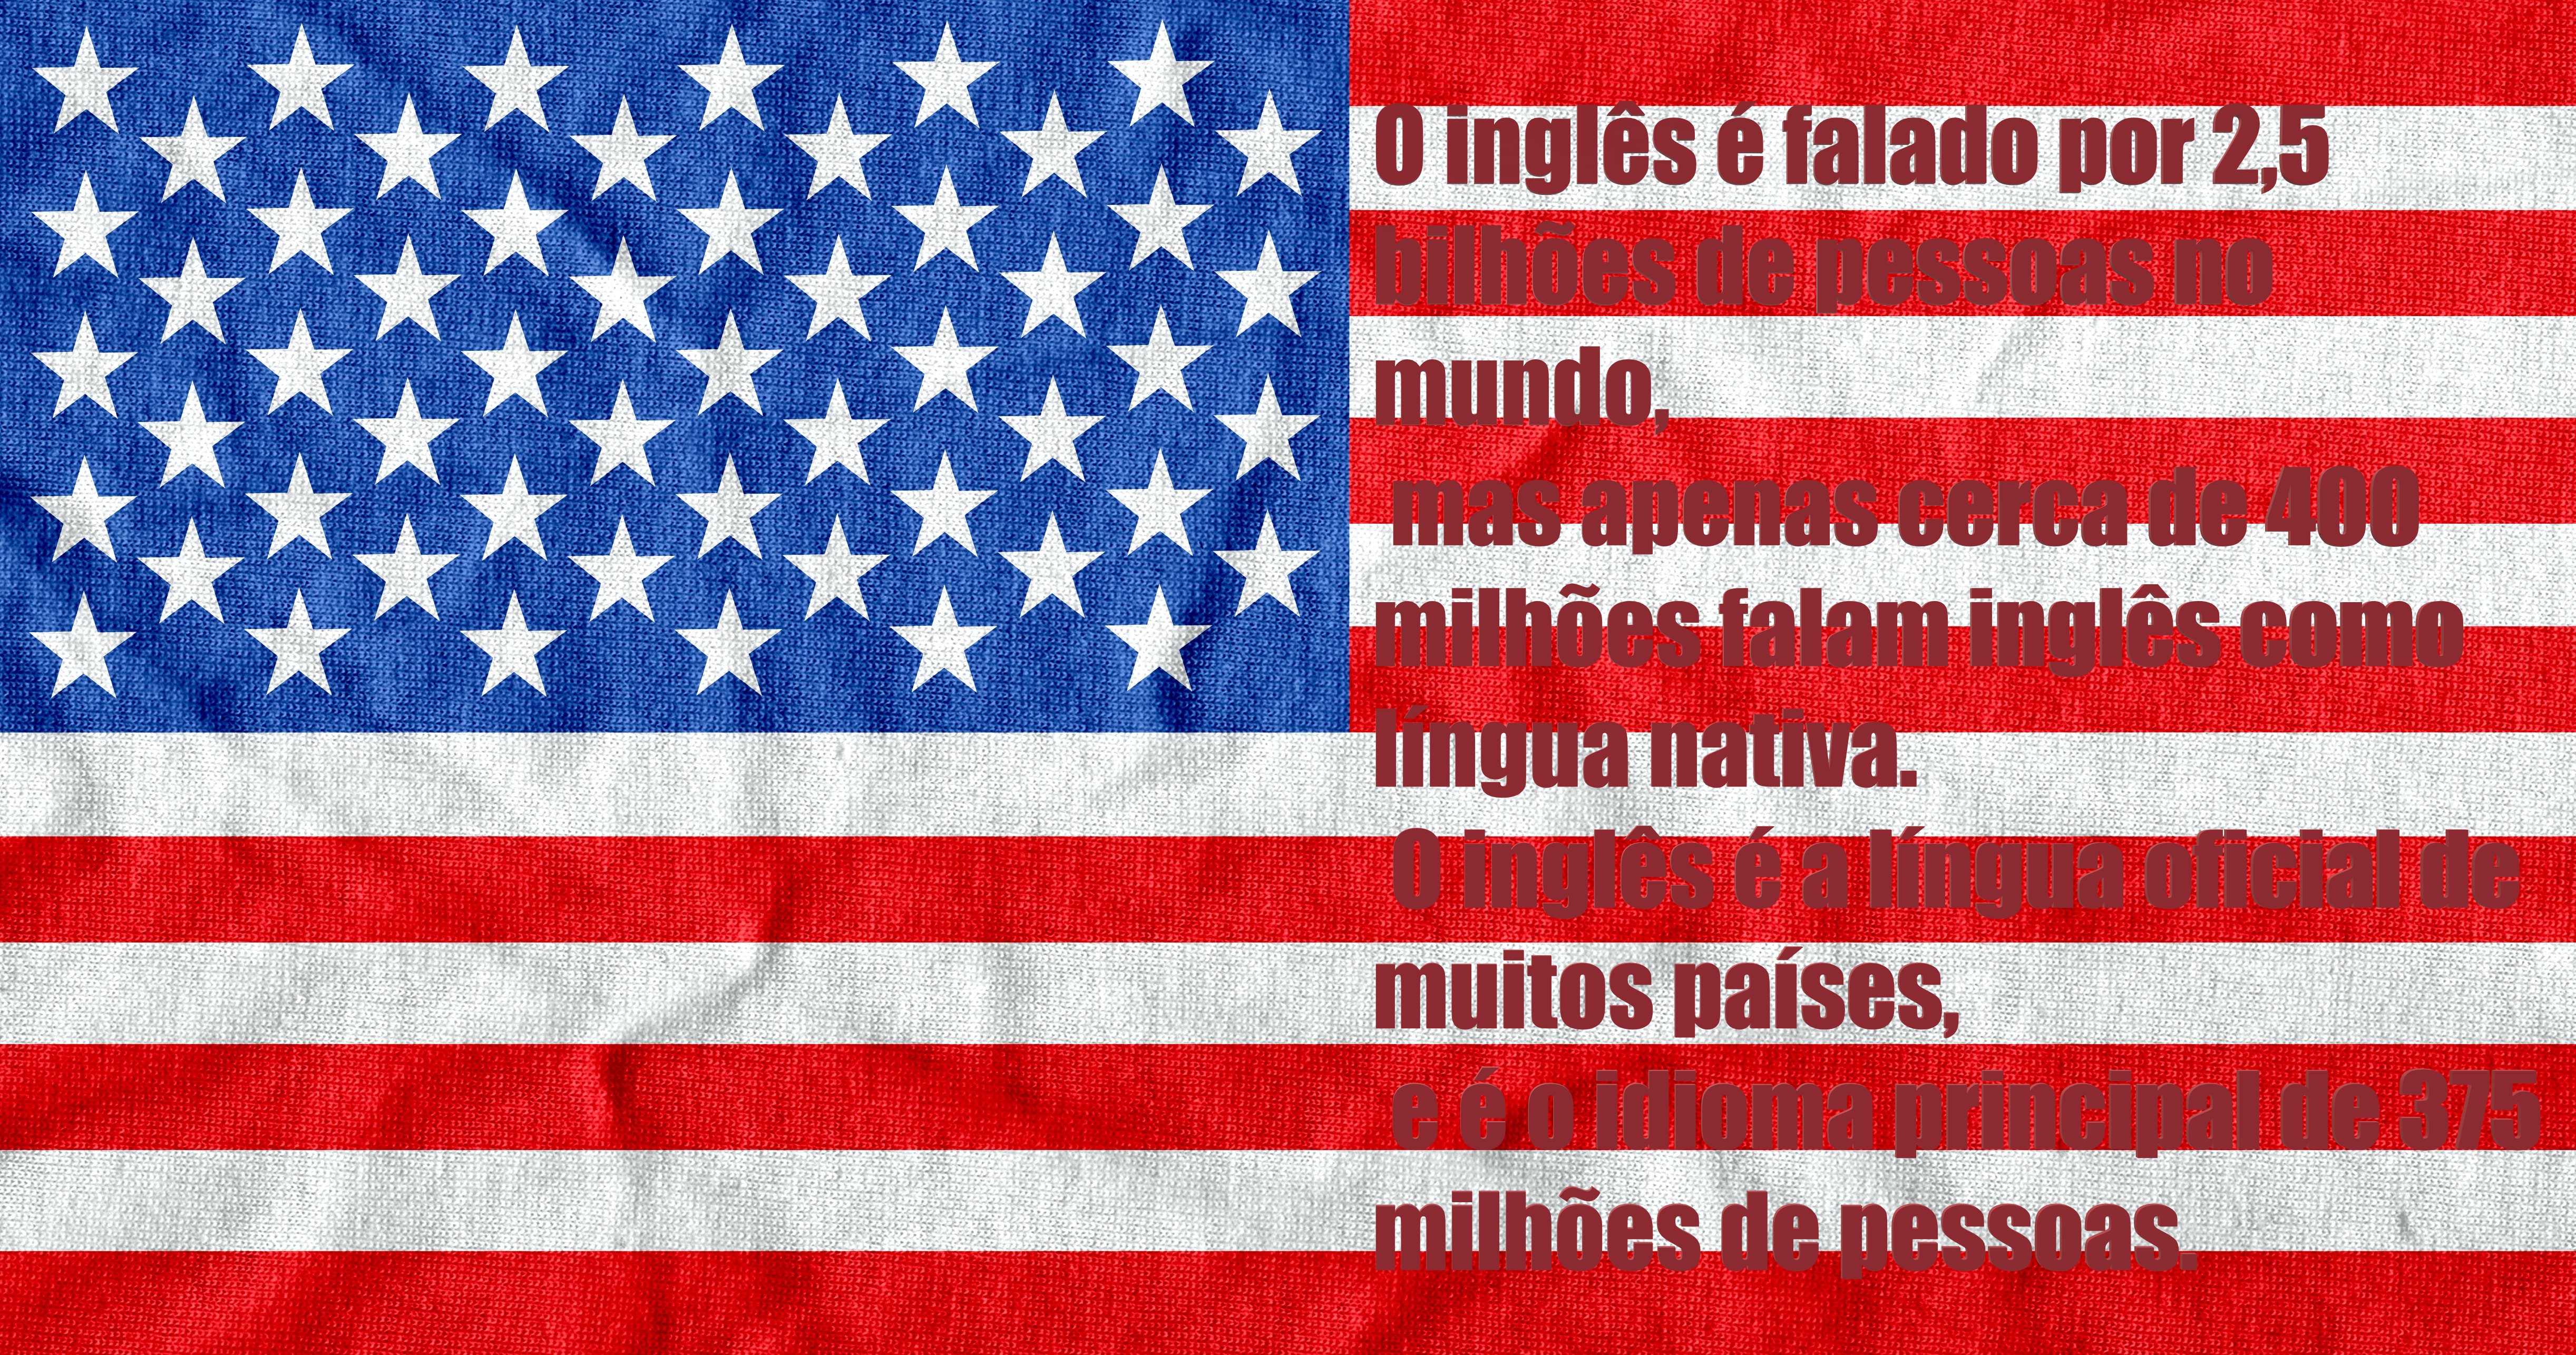 O inglês é falado por 2,5
bilhões de pessoas no
mundo,
mas apenas cerca de 400
milhões falam inglês como
língua nativa.
O inglês é a língua oficial de
muitos países,
e é o idioma principal de 375
milhões de pessoas.